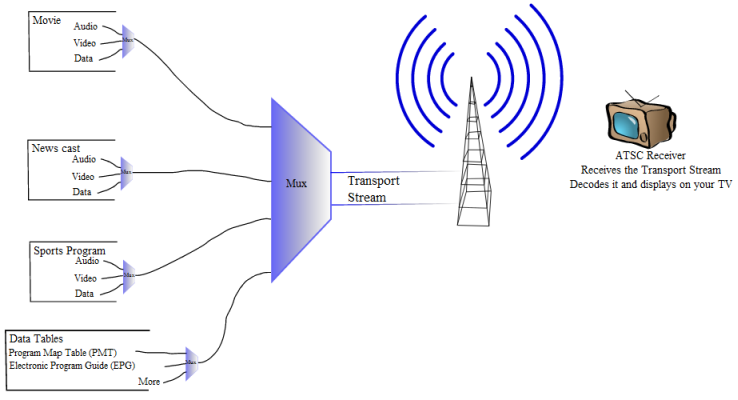 Movie
Audio
Video
Data
Mux
News cast
Audio
Video
Data
Mux
Sports Program
Audio
Video
Data
Mux
Data Tables
Program Map Table (PMT)
Electronic Program Guide (EPG)
More
Mux
Mux
Transport
Stream
ATSC Receiver
Receives the Transport Stream
Decodes it and displays on your TV